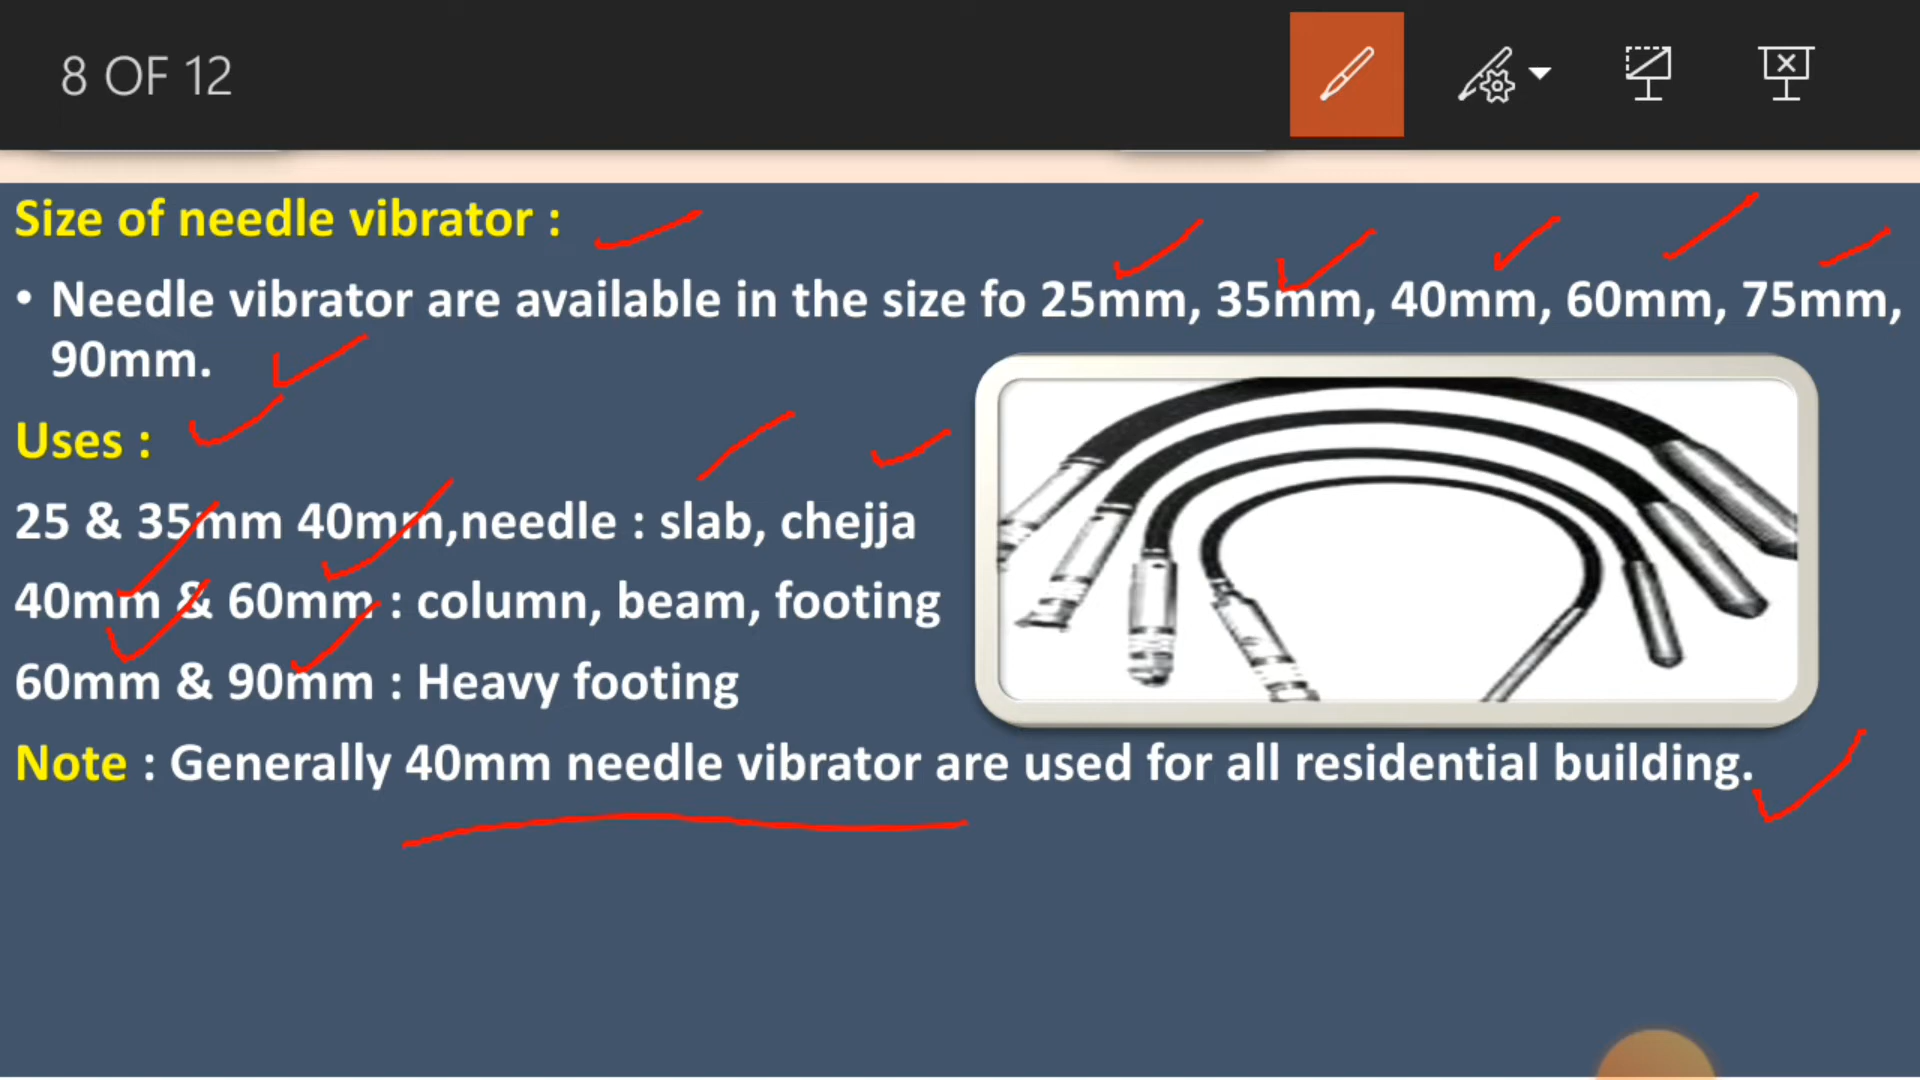 8 OF 12
Size of needle vibrator :
• Needle vibrator are available in the size fo 25mm, 35mm, 40mm, 60mm, 75mm,
90mm.
Uses :
25 & 35mm 40mm,needle : slab, chejja
40mm & 60mm : column, beam, footing
60mm & 90mm : Heavy footing
Note : Generally 40mm needle vibrator are used for all residential building.